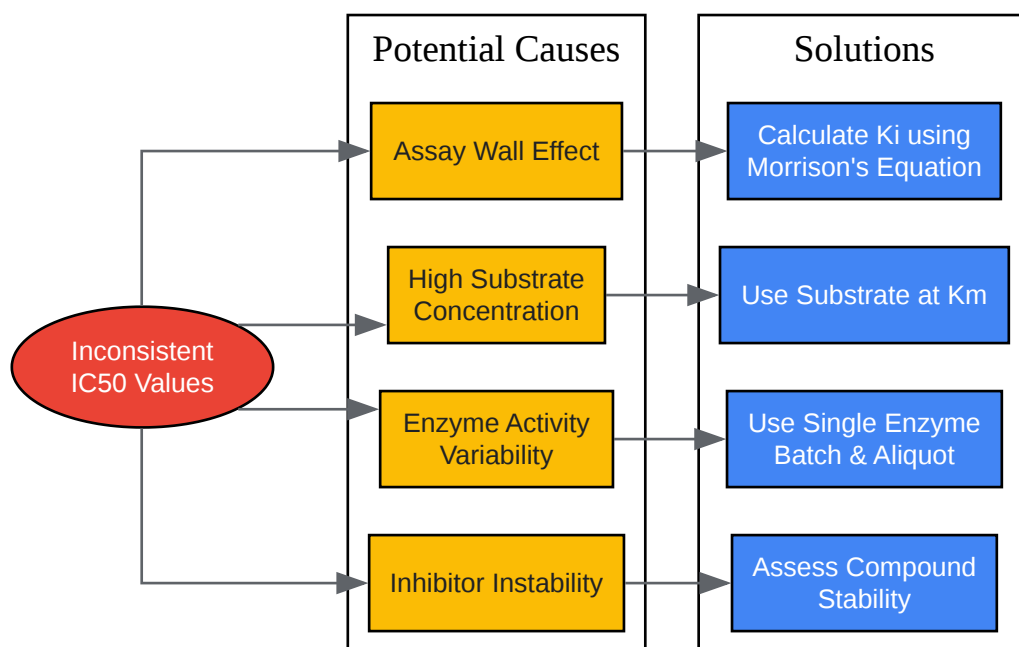 Potential Causes
Solutions
Inconsistent
IC50 Values
Assay Wall Effect
Calculate Ki using
Morrison's Equation
High Substrate
Concentration
Use Substrate at Km
Enzyme Activity
Variability
Use Single Enzyme
Batch & Aliquot
Inhibitor Instability
Assess Compound
Stability